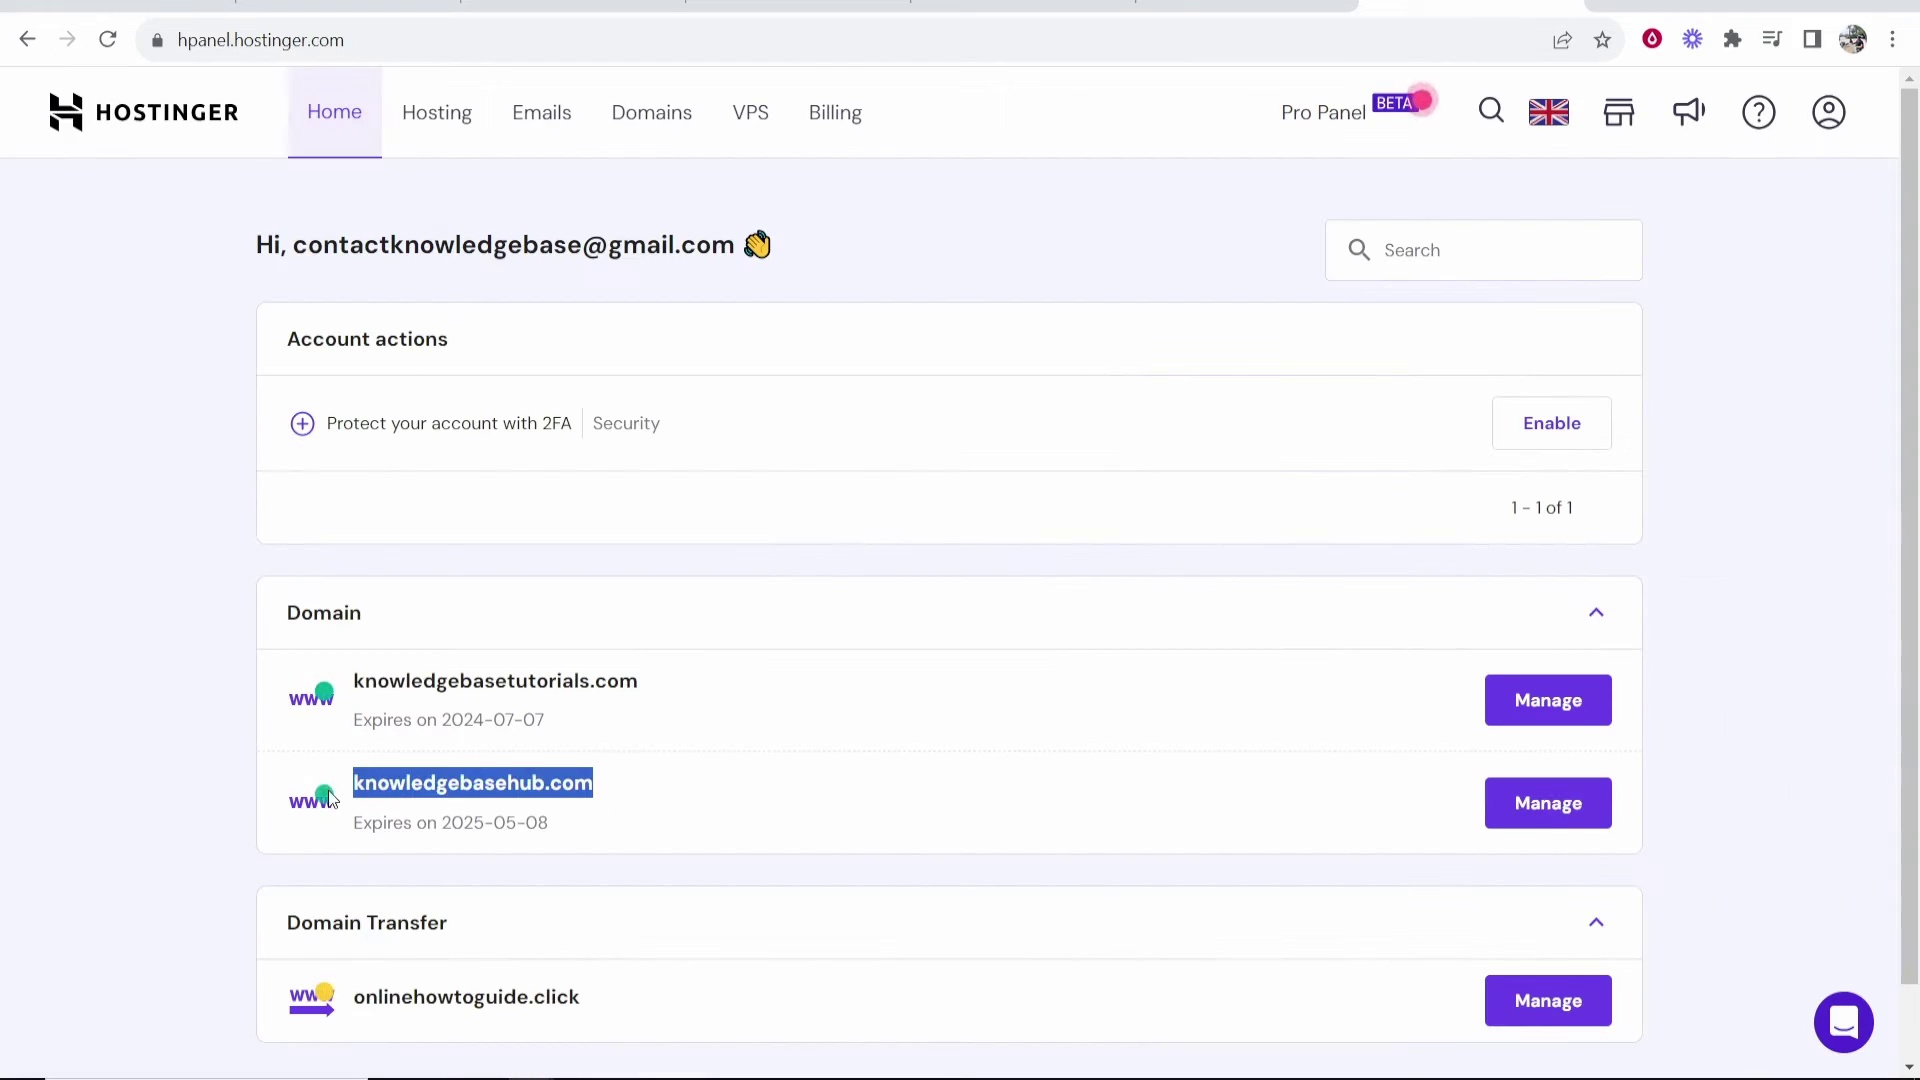 hpanel.hostinger.com
HOSTINGER
Home
Hosting
Emails
Domains
VPS
Billing
Pro Panel
BETA
Hi, contactknowledgebase@gmail.com
Search
Account actions
Protect your account with 2FA
Security
Enable
1 - 1 of 1
Domain
www
knowledgebasetutorials.com
Expires on 2024-07-07
Manage
www
knowledgebasehub.com
Expires on 2025-05-08
Manage
Domain Transfer
www
onlinehowtoguide.click
Manage